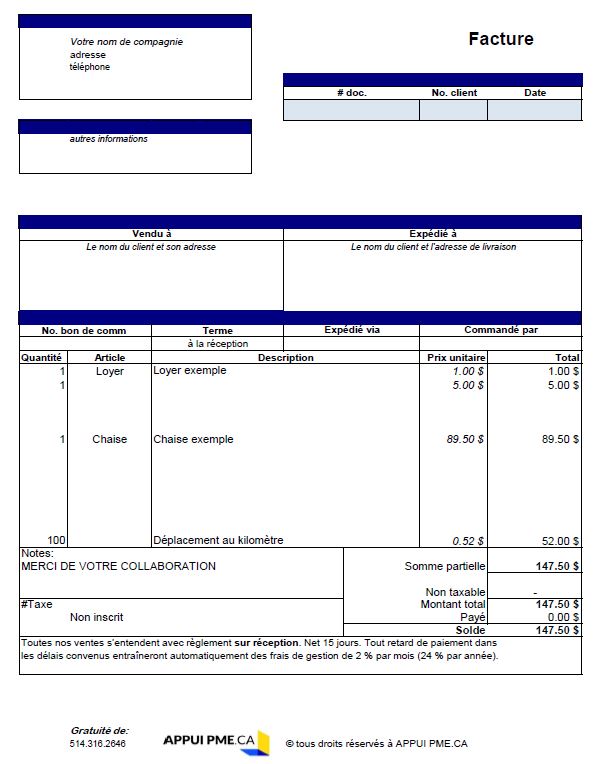 Votre nom de compagnie
adresse
téléphone
Facture
# doc. No. client Date
autres informations
Vendu à Expédié à
Le nom du client et son adresse Le nom du client et l'adresse de livraison
No. bon de comm Terme Expédié via Commandé par
à la réception
Quantité Article Description Prix unitaire Total
1 Loyer Loyer exemple 1.00 $ 1.00 $
1 5.00 $ 5.00 $
1 Chaise Chaise exemple 89.50 $ 89.50 $
100 Déplacement au kilomètre 0.52 $ 52.00 $
Notes:
MERCI DE VOTRE COLLABORATION Somme partielle 147.50 $
Non taxable -
#Taxe Montant total 147.50 $
Non inscrit Payé 0.00 $
Solde 147.50 $
Toutes nos ventes s'entendent avec règlement sur réception. Net 15 jours. Tout retard de paiement dans
les délais convenus entraîneront automatiquement des frais de gestion de 2 % par mois (24 % par année).
Gratuité de:
514.316.2646 APPUI PME.CA © tous droits réservés à APPUI PME.CA